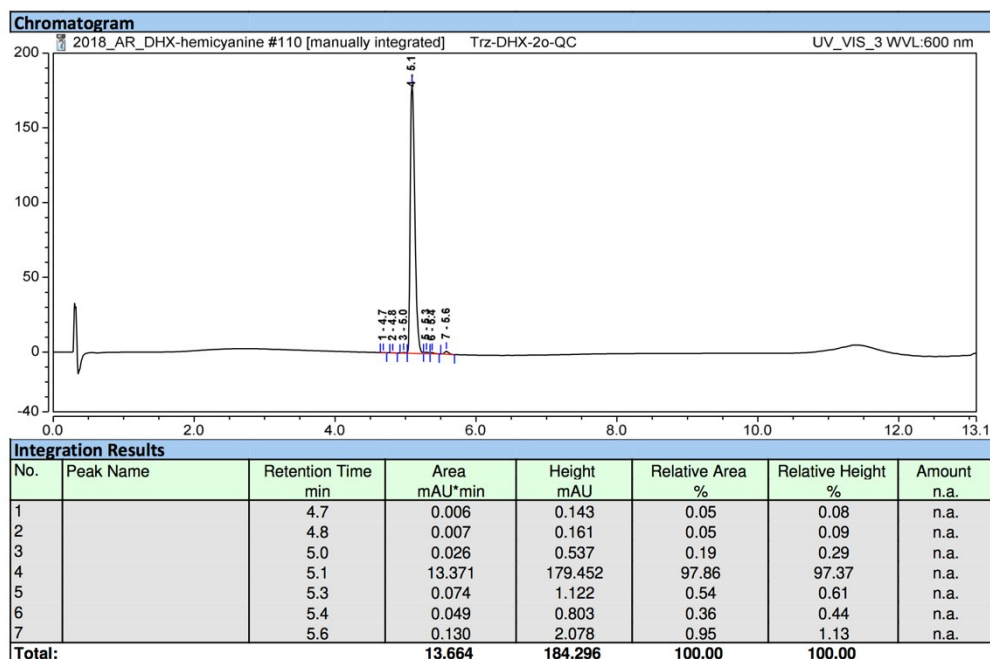 Chromatogram
2018_AR_DHX-hemicyanine #110 [manually integrated] Trz-DHX-2o-QC UV_VIS_3 WVL:600 nm
200
150
100
50
0
-40
1 - 4.7
2 - 4.8
3 - 5.0
4 - 5.1
5 - 5.3
6 - 5.4
7 - 5.6
0.0 2.0 4.0 6.0 8.0 10.0 12.0 13.1
Integration Results
No. Peak Name Retention Time Area Height Relative Area Relative Height Amount
min mAU*min mAU % % n.a.
1 4.7 0.006 0.143 0.05 0.08 n.a.
2 4.8 0.007 0.161 0.05 0.09 n.a.
3 5.0 0.026 0.537 0.19 0.29 n.a.
4 5.1 13.371 179.452 97.86 97.37 n.a.
5 5.3 0.074 1.122 0.54 0.61 n.a.
6 5.4 0.049 0.803 0.36 0.44 n.a.
7 5.6 0.130 2.078 0.95 1.13 n.a.
Total: 13.664 184.296 100.00 100.00